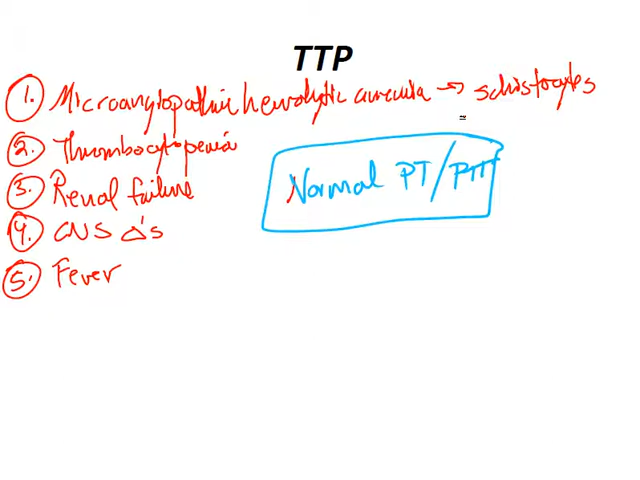 TTP
1. Microangiopathic hemolytic anemia → schistocytes
2. Thrombocytopenia
Normal PT/PTT
3. Renal failure
4. CNS Δ's
5. Fever